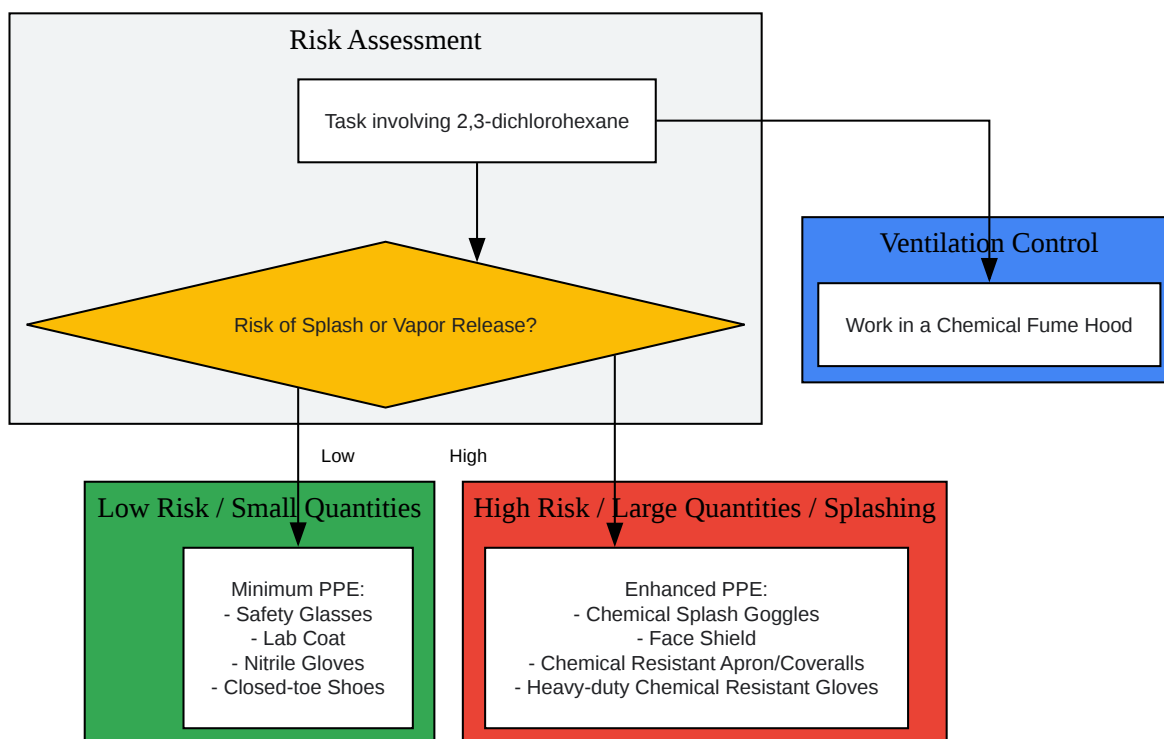 Risk Assessment
Task involving 2,3-dichlorohexane
Ventilation Control
Risk of Splash or Vapor Release?
Work in a Chemical Fume Hood
Low
High
Low Risk / Small Quantities
High Risk / Large Quantities / Splashing
Minimum PPE:
- Safety Glasses
- Lab Coat
- Nitrile Gloves
- Closed-toe Shoes
Enhanced PPE:
- Chemical Splash Goggles
- Face Shield
- Chemical Resistant Apron/Coveralls
- Heavy-duty Chemical Resistant Gloves